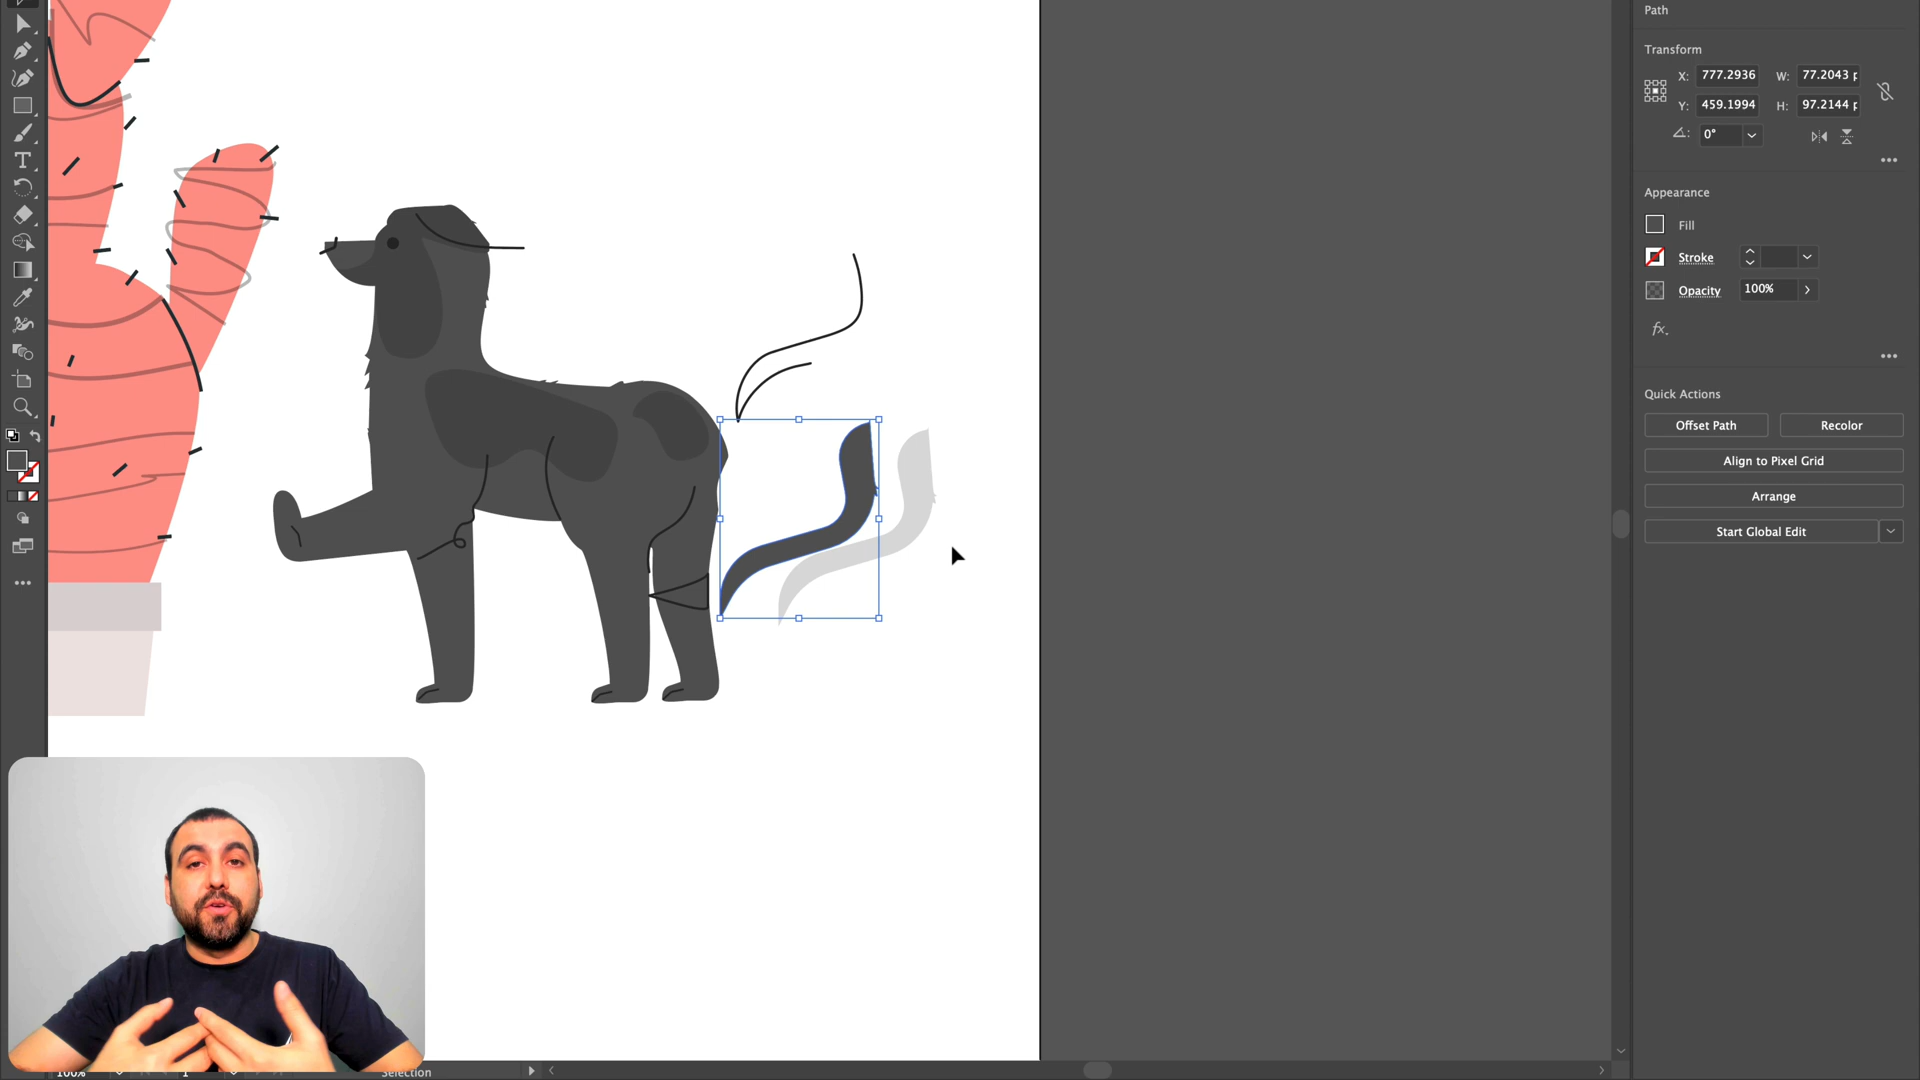 Path
Transform
X: 777.2936 W: 77.2043 p
Y: 459.1994 H: 97.2144 p
0°
Appearance
Fill
Stroke
Opacity 100%
fx.
Quick Actions
Offset Path Recolor
Align to Pixel Grid
Arrange
Start Global Edit
100% 1 Selection